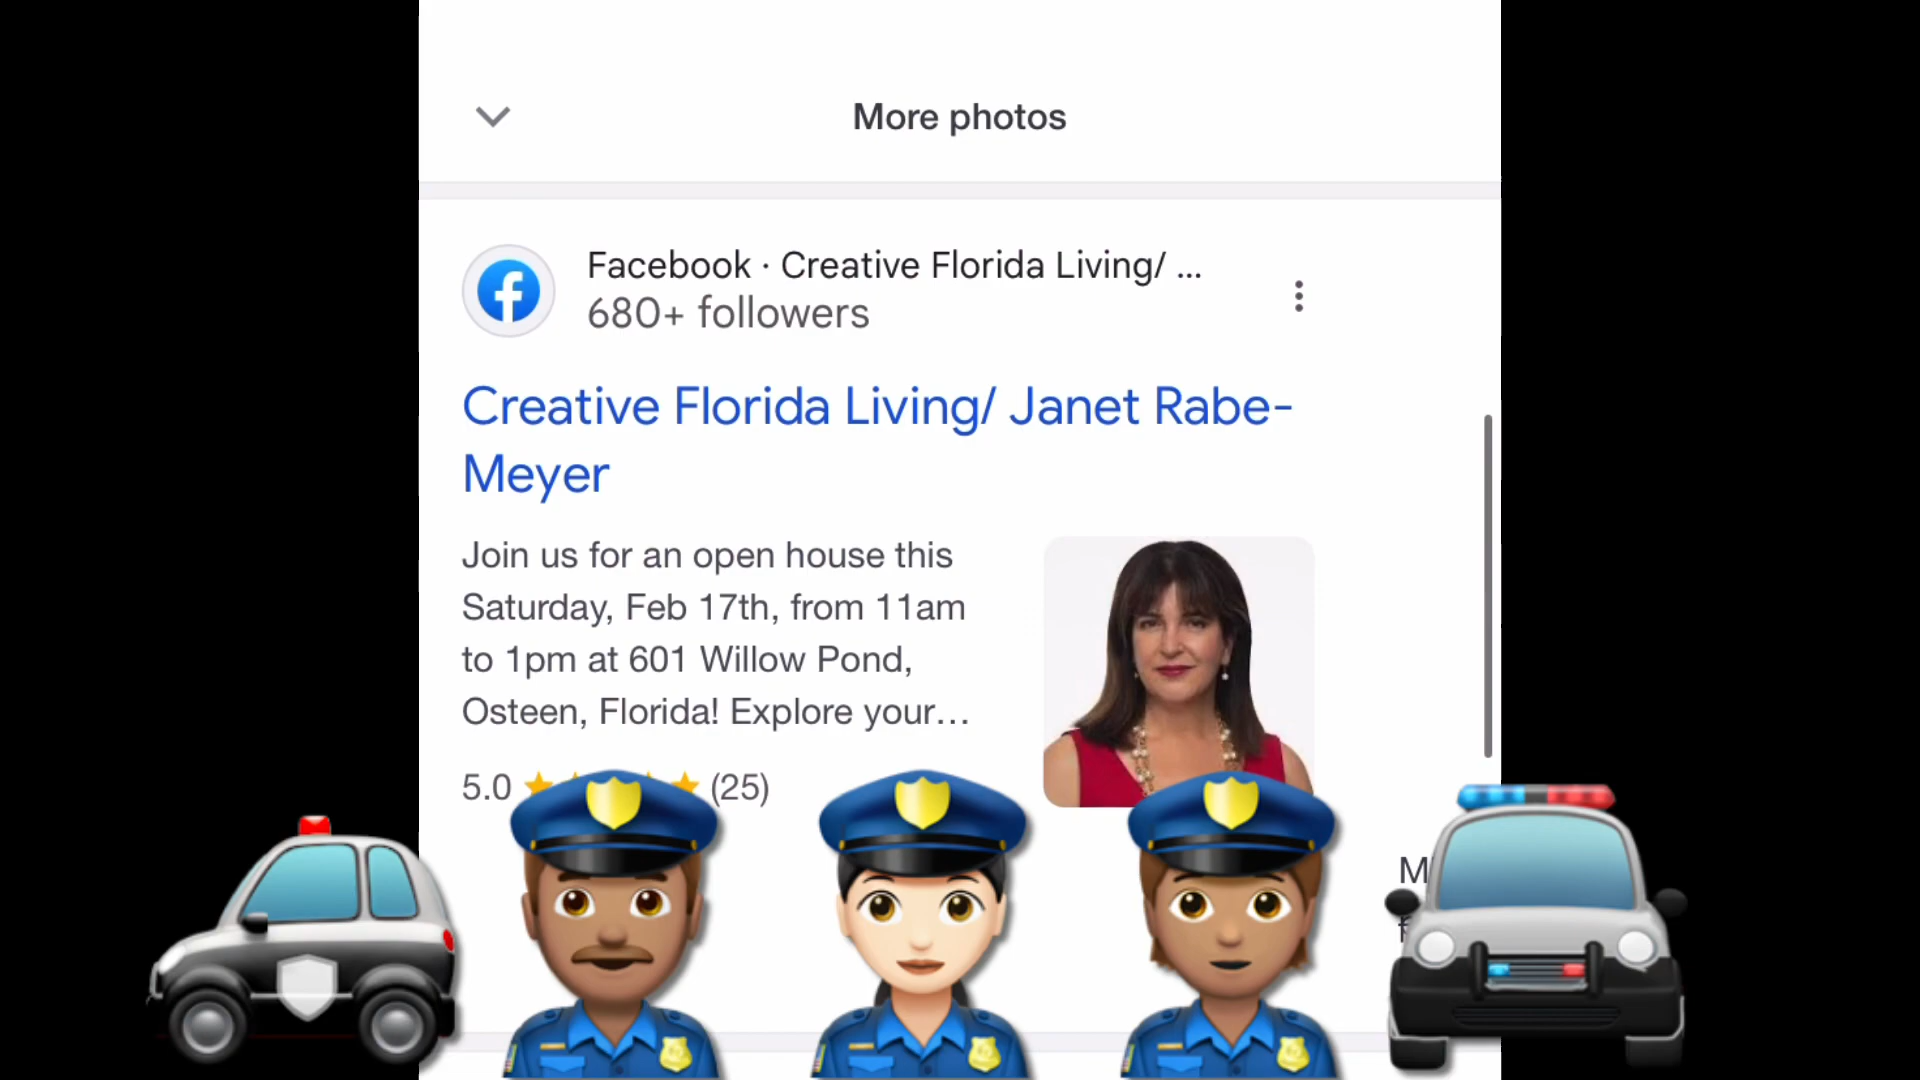 More photos
Facebook · Creative Florida Living/ ...
680+ followers
Creative Florida Living/ Janet Rabe-
Meyer
Join us for an open house this
Saturday, Feb 17th, from 11am
to 1pm at 601 Willow Pond,
Osteen, Florida! Explore your...
5.0
(25)